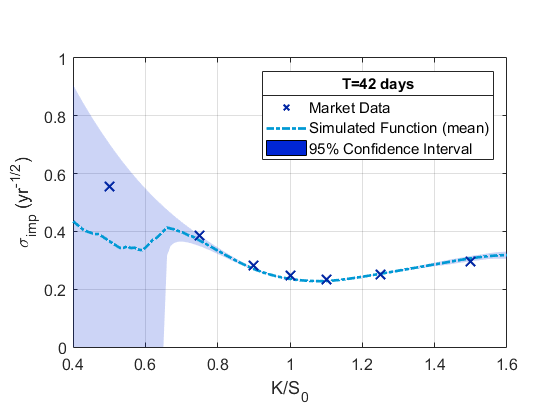 T=42 days
Market Data
Simulated Function (mean)
95% Confidence Interval
1
0.8
0.6
0.4
0.2
0
σimp (yr-1/2)
0.4 0.6 0.8 1 1.2 1.4 1.6
K/S0